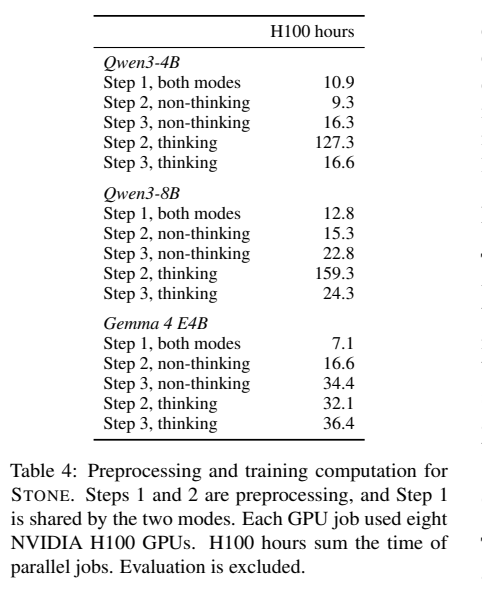 H100 hours
Qwen3-4B
Step 1, both modes 10.9
Step 2, non-thinking 9.3
Step 3, non-thinking 16.3
Step 2, thinking 127.3
Step 3, thinking 16.6
Qwen3-8B
Step 1, both modes 12.8
Step 2, non-thinking 15.3
Step 3, non-thinking 22.8
Step 2, thinking 159.3
Step 3, thinking 24.3
Gemma 4 E4B
Step 1, both modes 7.1
Step 2, non-thinking 16.6
Step 3, non-thinking 34.4
Step 2, thinking 32.1
Step 3, thinking 36.4
Table 4: Preprocessing and training computation for
STONE. Steps 1 and 2 are preprocessing, and Step 1
is shared by the two modes. Each GPU job used eight
NVIDIA H100 GPUs. H100 hours sum the time of
parallel jobs. Evaluation is excluded.